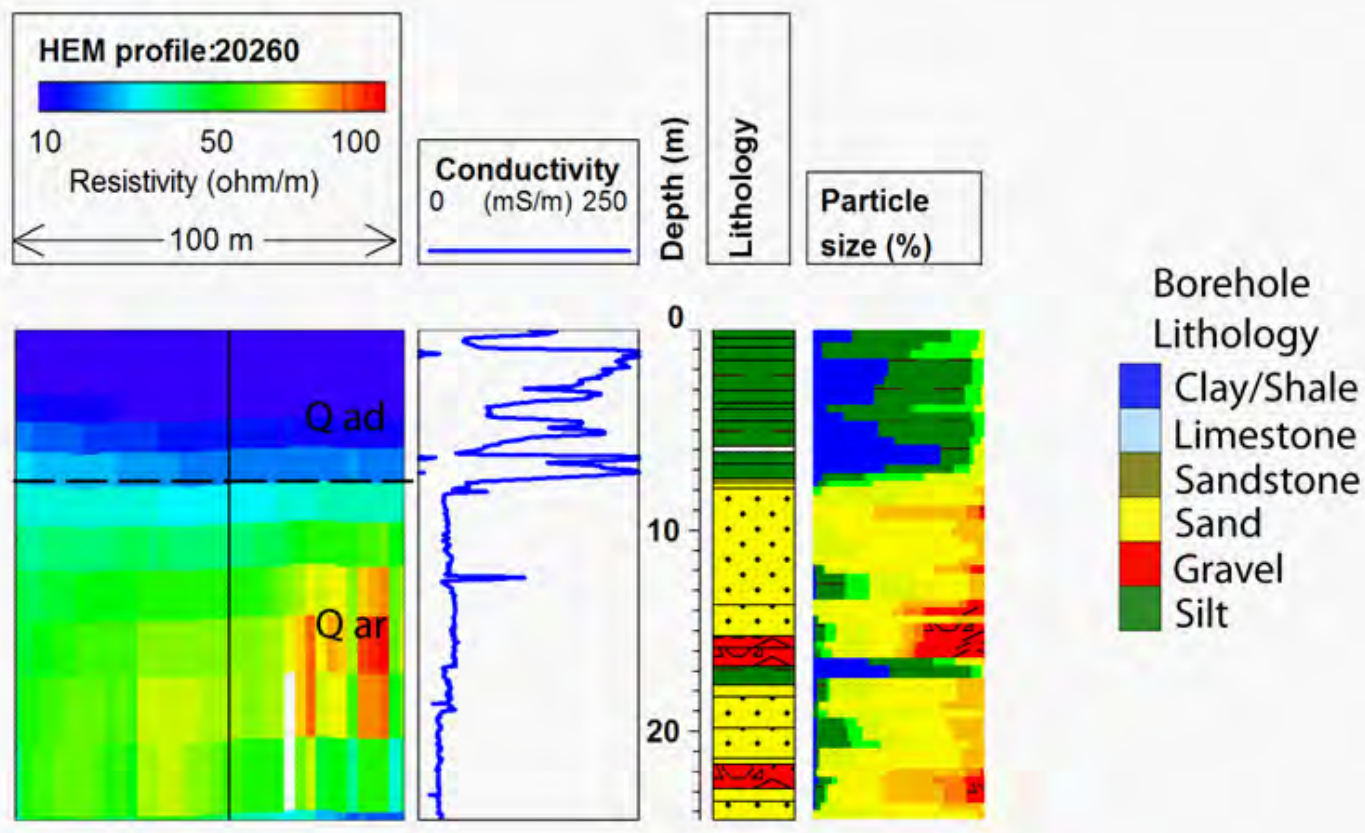 HEM profile:20260
10 50 100
Resistivity (ohm/m)
100 m
Conductivity
0 (mS/m) 250
Depth (m)
Lithology
Particle
size (%)
0
10
20
Q ad
Q ar
Borehole
Lithology
Clay/Shale
Limestone
Sandstone
Sand
Gravel
Silt